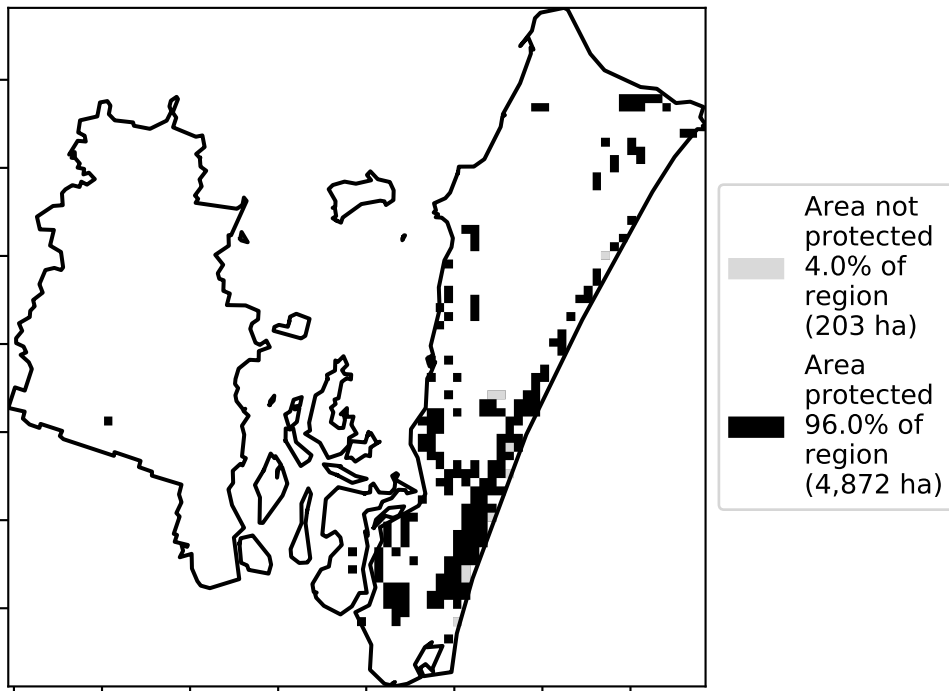 Area not
protected
4.0% of
region
(203 ha)
Area
protected
96.0% of
region
(4,872 ha)